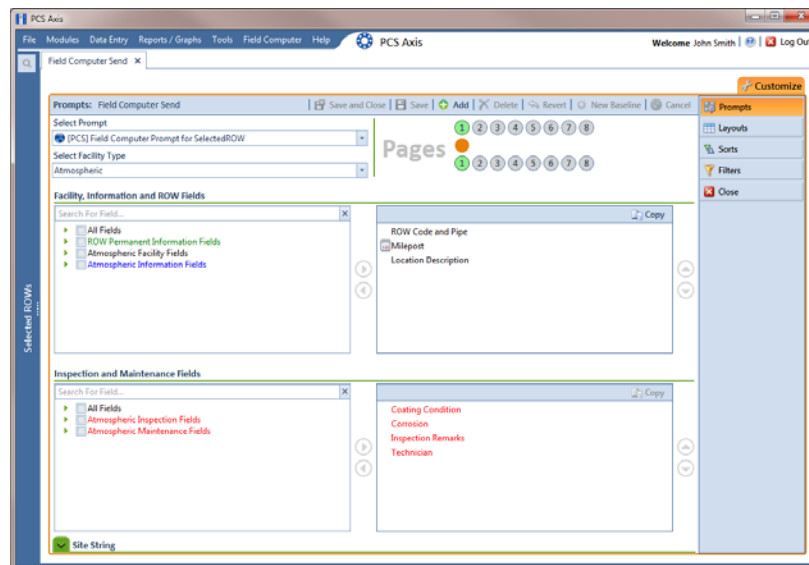 PCS Axis
File Modules Data Entry Reports / Graphs Tools Field Computer Help PCS Axis Welcome John Smith Log Out
Field Computer Send
Customize
Prompts: Field Computer Send Save and Close Save Add Delete Revert New Baseline Cancel
Prompts
Layouts
Sorts
Filters
Close
Select Prompt
[PCS] Field Computer Prompt for SelectedROW
Select Facility Type
Atmospheric
Pages
1 2 3 4 5 6 7 8
1 2 3 4 5 6 7 8
Facility, Information and ROW Fields
Search For Field...
All Fields
ROW Permanent Information Fields
Atmospheric Facility Fields
Atmospheric Information Fields
Copy
ROW Code and Pipe
Milepost
Location Description
Selected ROWs
Inspection and Maintenance Fields
Search For Field...
All Fields
Atmospheric Inspection Fields
Atmospheric Maintenance Fields
Copy
Coating Condition
Corrosion
Inspection Remarks
Technician
Site String